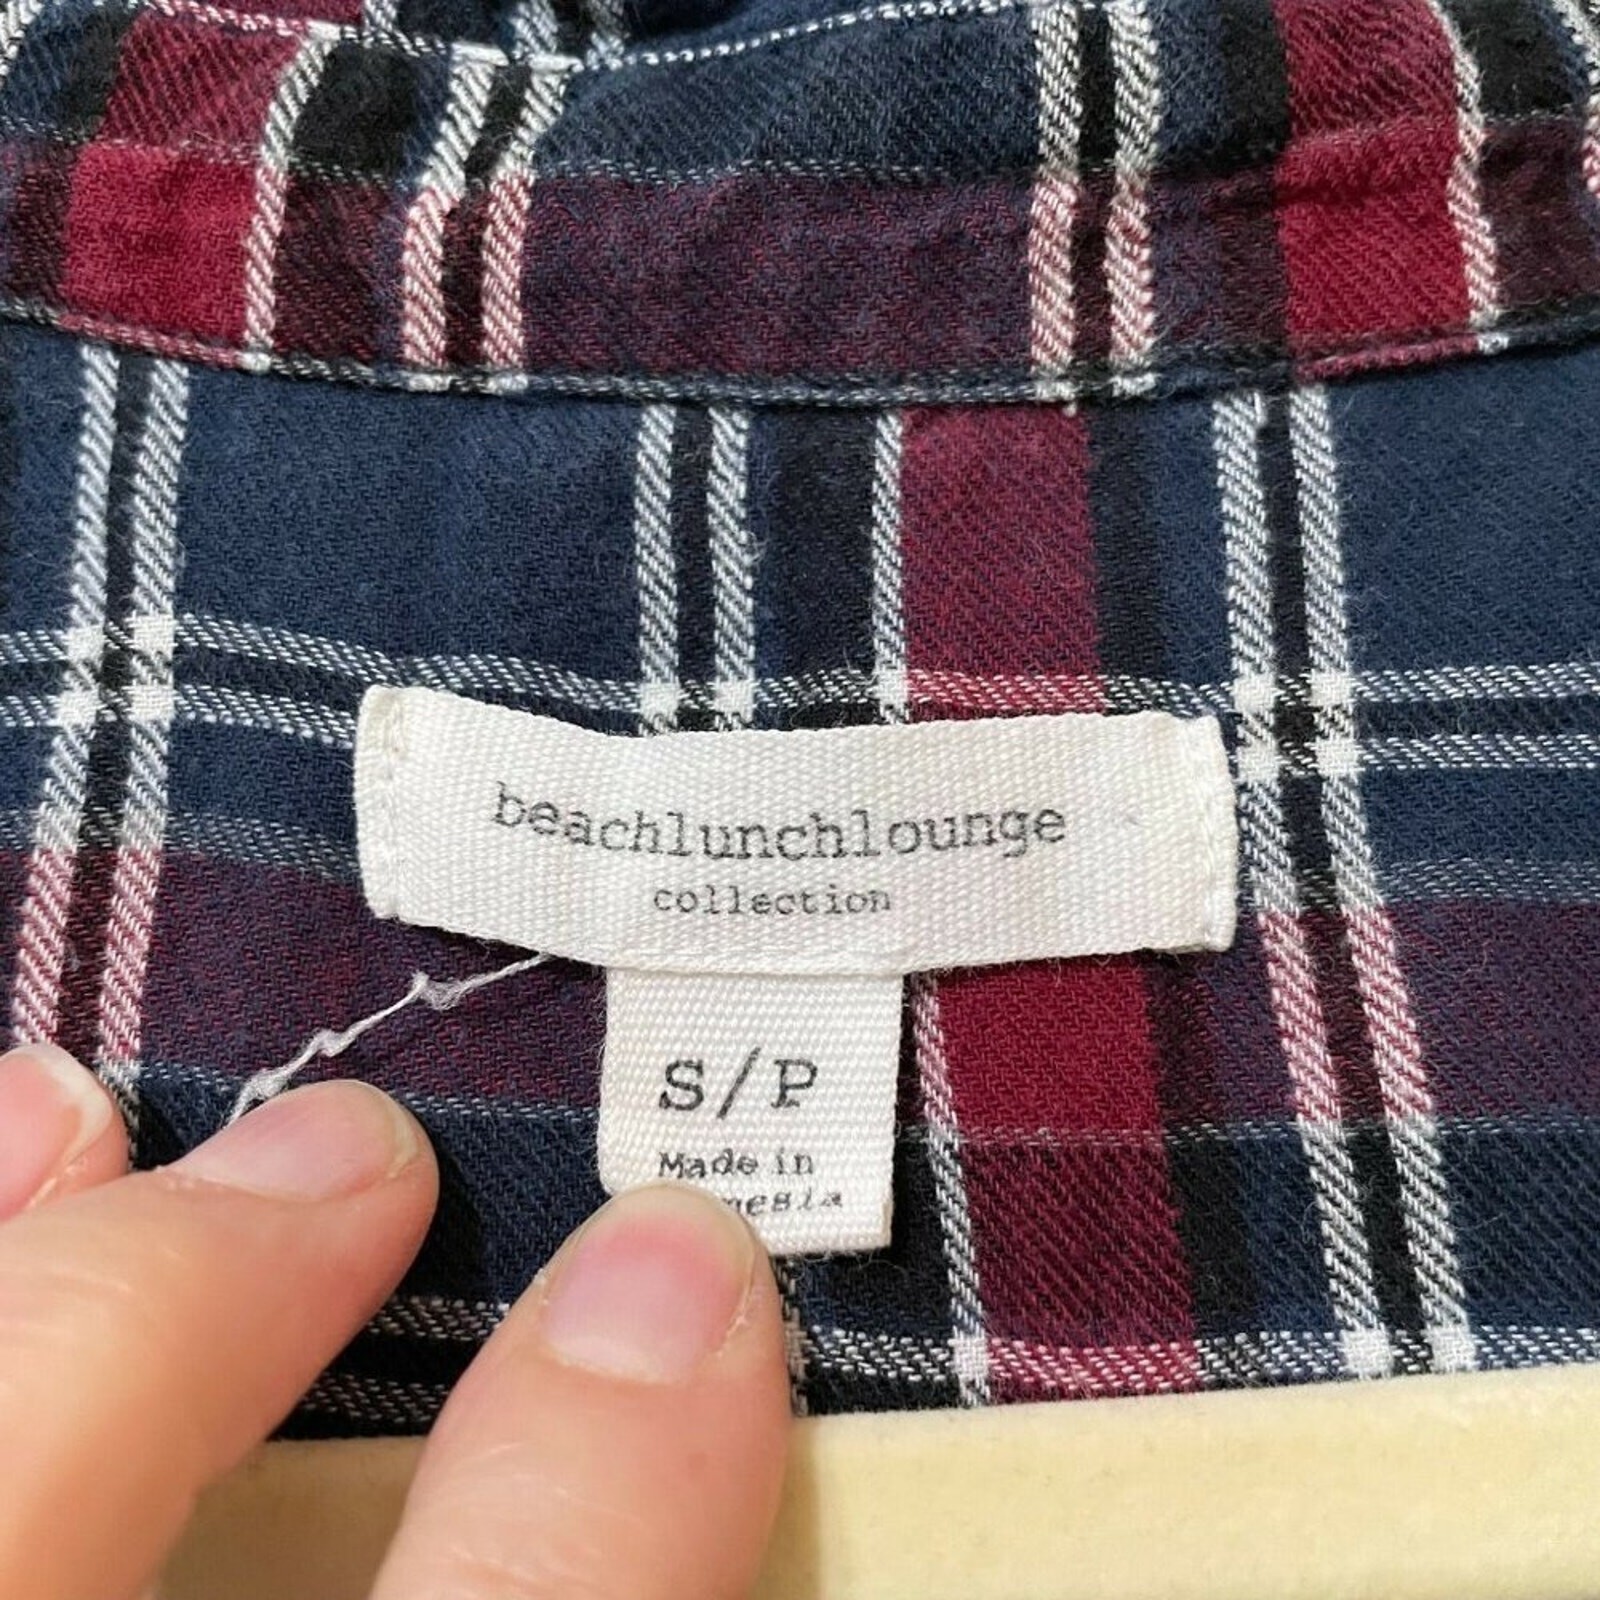 beachlunchlounge
collection
S/P
Made in